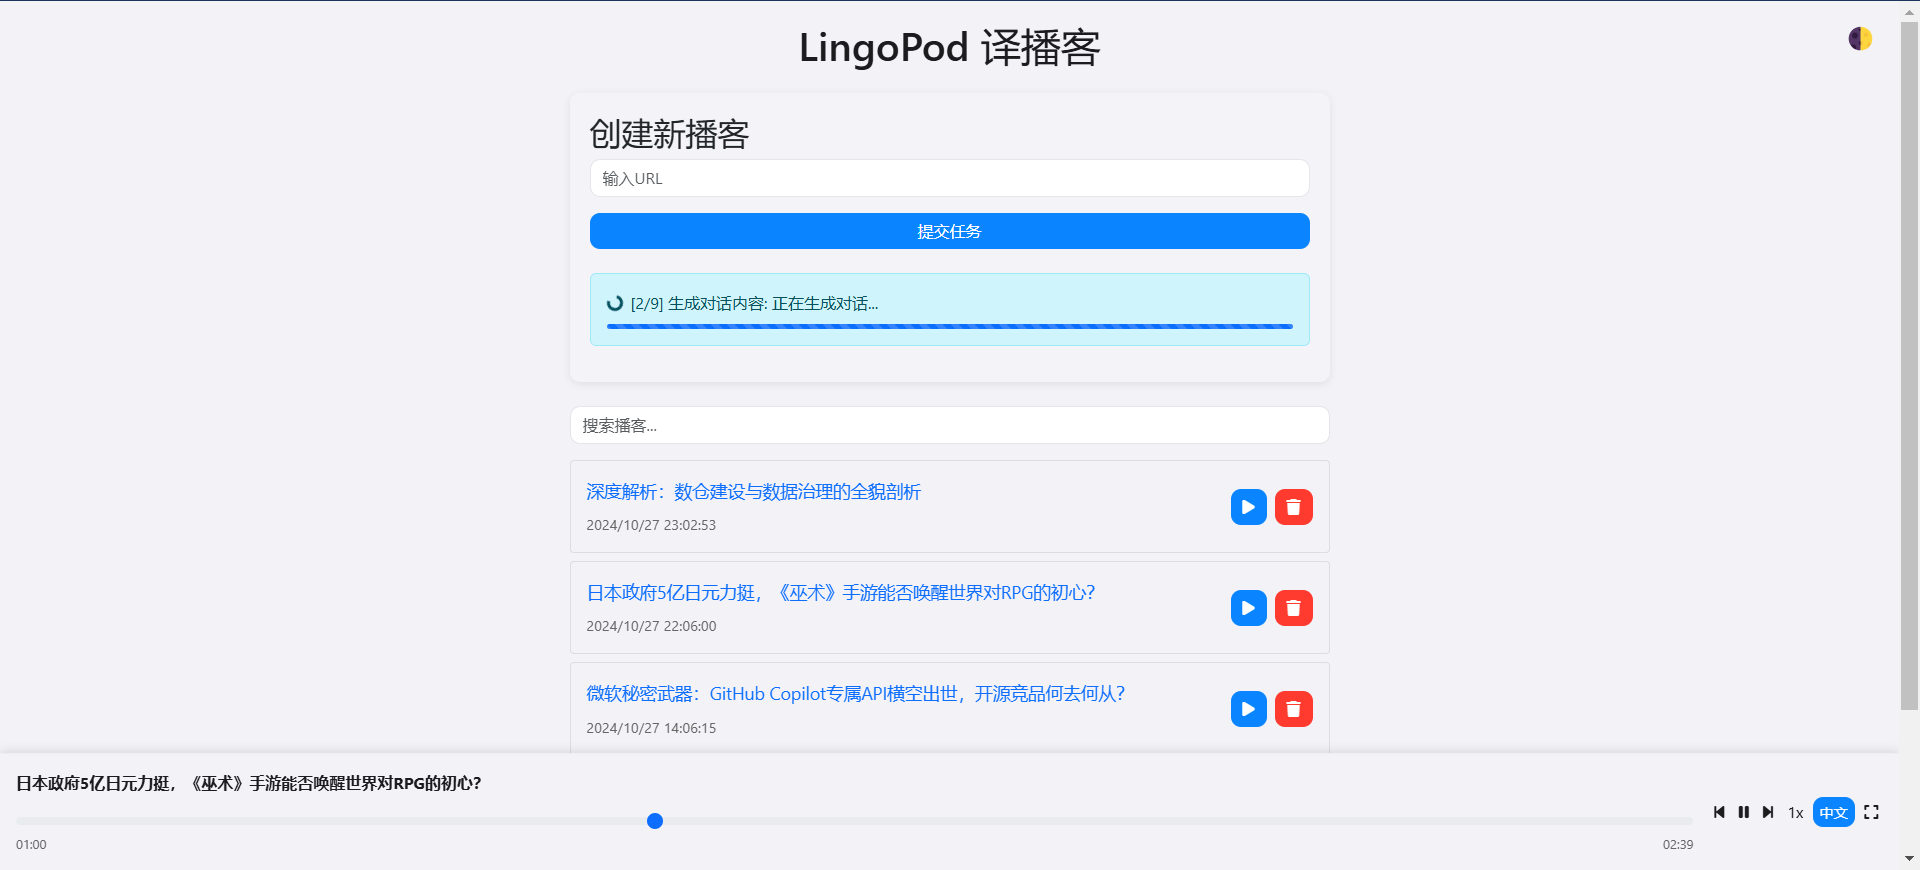 LingoPod 译播客
创建新播客
输入URL
提交任务
[2/9] 生成对话内容: 正在生成对话...
搜索播客...
深度解析：数仓建设与数据治理的全貌剖析
2024/10/27 23:02:53
日本政府5亿日元力挺，《巫术》手游能否唤醒世界对RPG的初心？
2024/10/27 22:06:00
微软秘密武器：GitHub Copilot专属API横空出世，开源竞品何去何从？
2024/10/27 14:06:15
日本政府5亿日元力挺，《巫术》手游能否唤醒世界对RPG的初心？
1x 中文
01:00 02:39